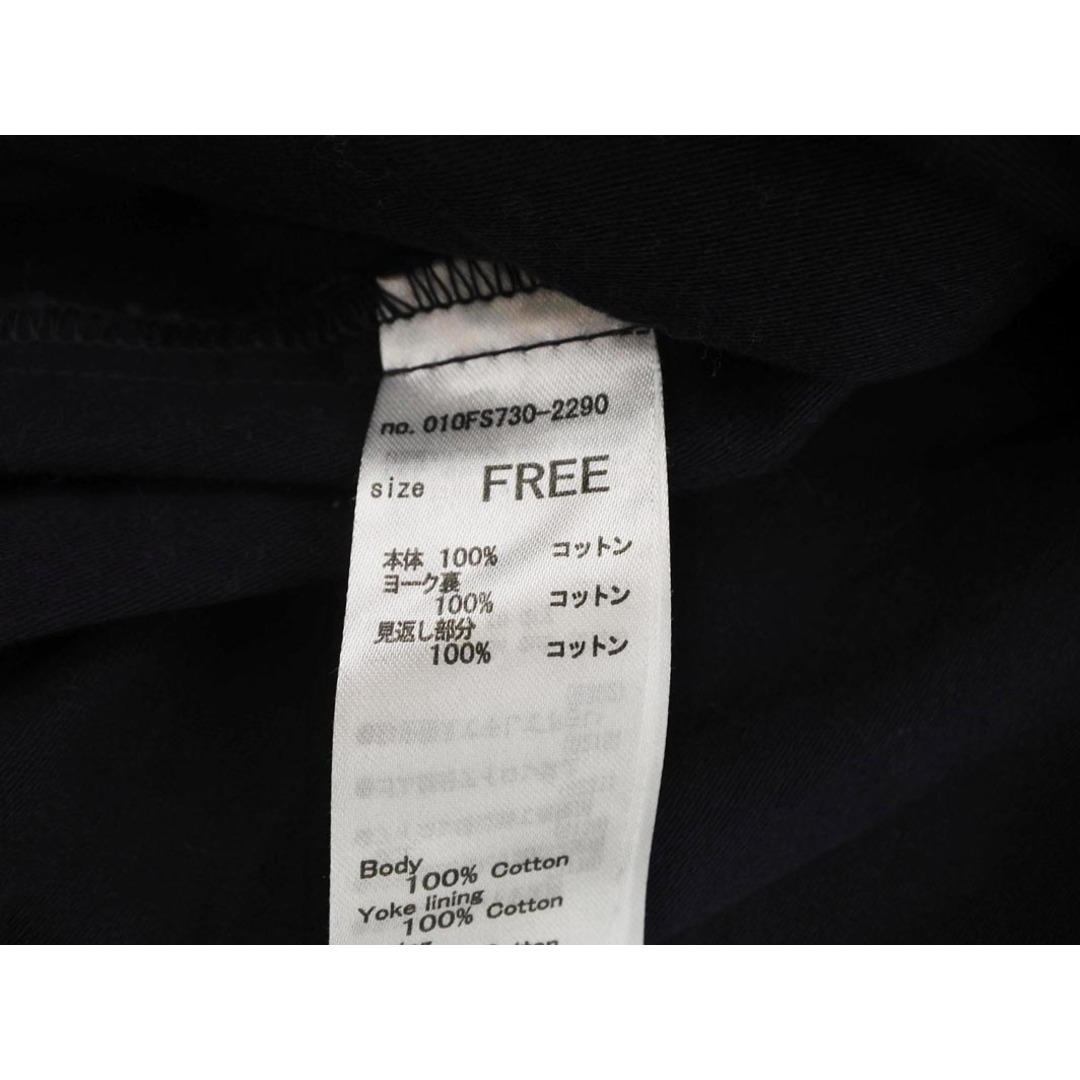 no. 010FS730-2290
size FREE
本体 100% コットン
ヨーク裏
100% コットン
見返し部分
100% コットン
Body
100% Cotton
Yoke lining
100% Cotton
Cotton